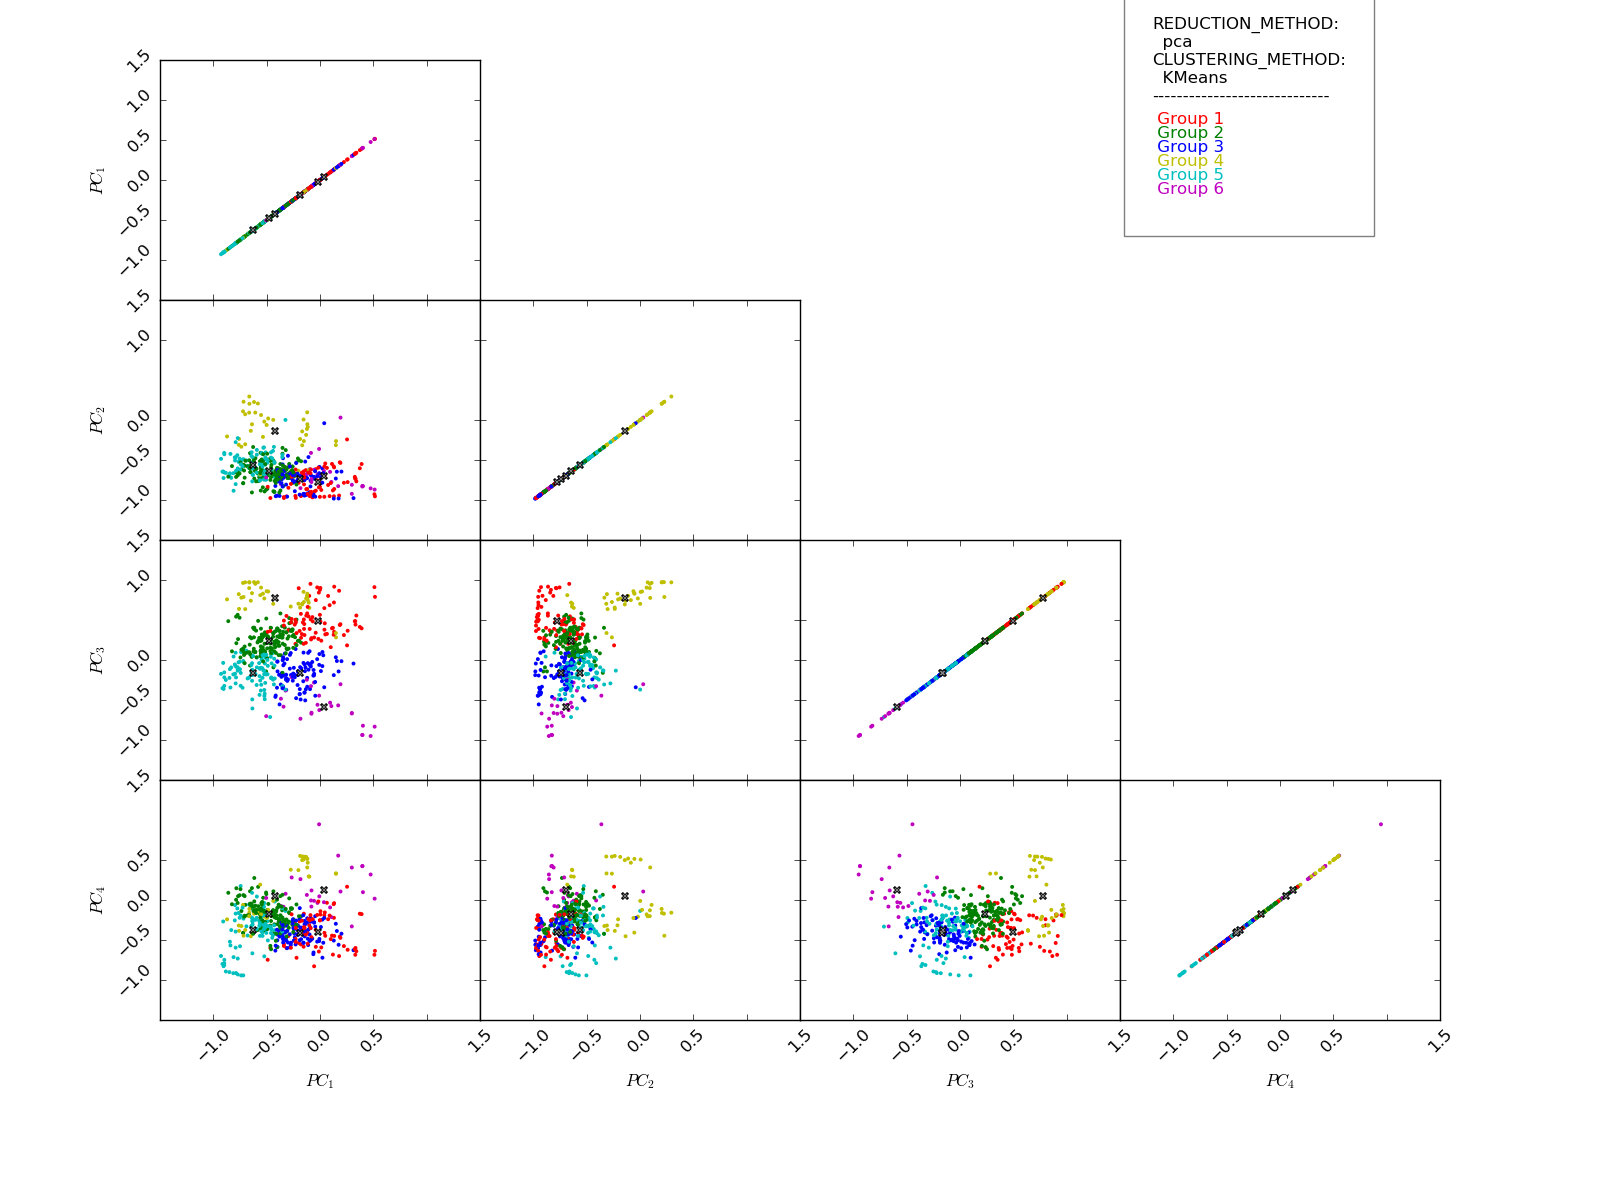 REDUCTION_METHOD:
pca
CLUSTERING_METHOD:
KMeans
------------------------------
Group 1
Group 2
Group 3
Group 4
Group 5
Group 6
1.5
1.0
0.5
0.0
−0.5
−1.0
PC1
1.5
1.0
0.0
−0.5
−1.0
PC2
1.5
1.0
0.0
−0.5
−1.0
PC3
1.5
0.5
0.0
−0.5
−1.0
PC4
−1.0 −0.5 0.0 0.5 1.5 −1.0 −0.5 0.0 0.5 1.5 −1.0 −0.5 0.0 0.5 1.5 −1.0 −0.5 0.0 0.5 1.5
PC1 PC2 PC3 PC4